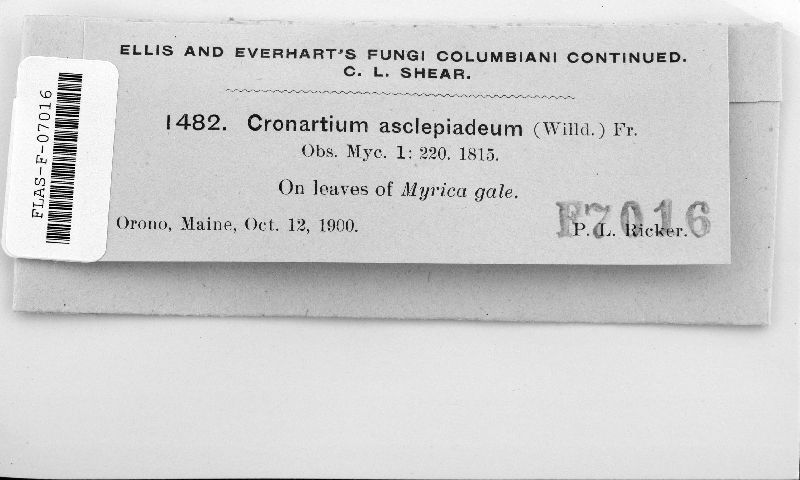 ELLIS AND EVERHART'S FUNGI COLUMBIANI CONTINUED.
C. L. SHEAR.
1482. Cronartium asclepiadeum (Willd.) Fr.
Obs. Myc. 1: 220. 1815.
On leaves of Myrica gale.
Orono, Maine, Oct. 12, 1900.
P. L. Ricker.
F7016
FLAS-F-07016